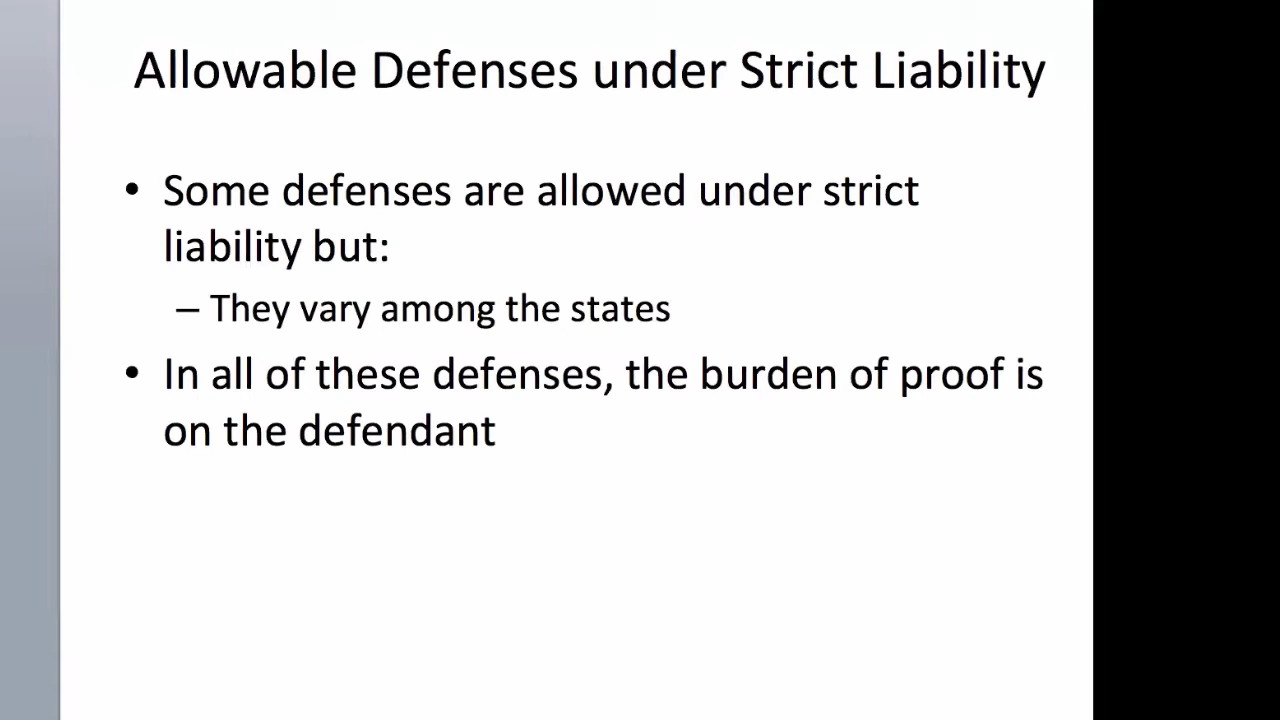 Allowable Defenses under Strict Liability
• Some defenses are allowed under strict
liability but:
– They vary among the states
• In all of these defenses, the burden of proof is
on the defendant